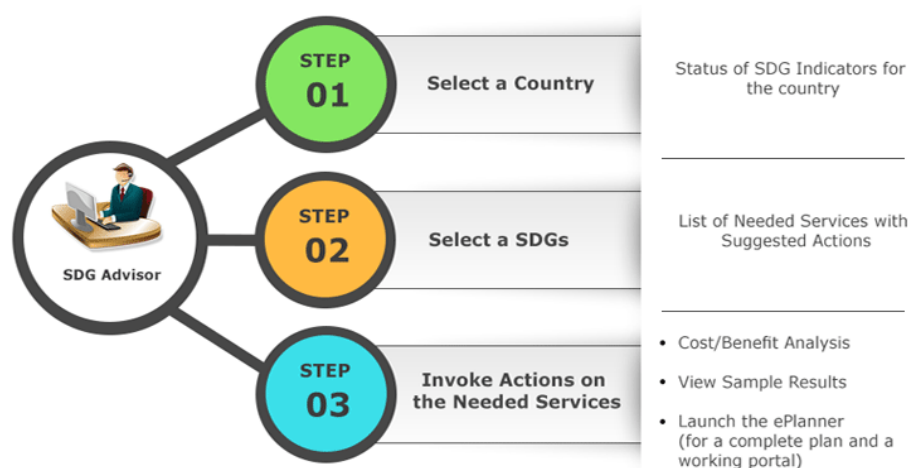 STEP
01
Select a Country
Status of SDG Indicators for
the country
SDG Advisor
STEP
02
Select a SDGs
List of Needed Services with
Suggested Actions
STEP
03
Invoke Actions on
the Needed Services
• Cost/Benefit Analysis
• View Sample Results
• Launch the ePlanner
(for a complete plan and a
working portal)